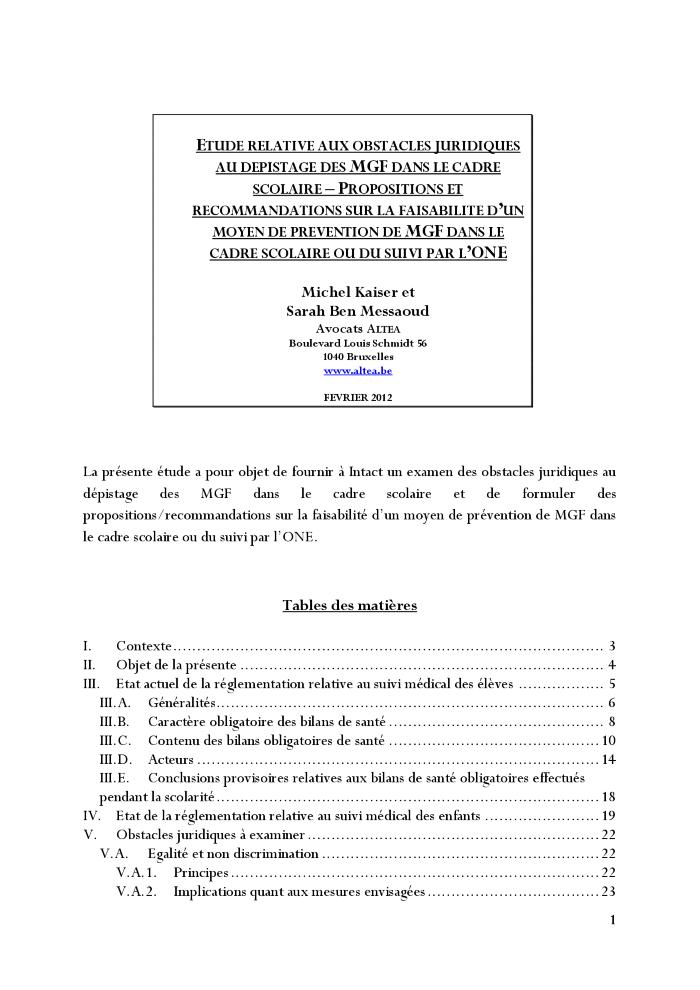 ETUDE RELATIVE AUX OBSTACLES JURIDIQUES
AU DEPISTAGE DES MGF DANS LE CADRE
SCOLAIRE – PROPOSITIONS ET
RECOMMANDATIONS SUR LA FAISABILITE D’UN
MOYEN DE PREVENTION DE MGF DANS LE
CADRE SCOLAIRE OU DU SUIVI PAR L’ONE
Michel Kaiser et
Sarah Ben Messaoud
Avocats ALTEA
Boulevard Louis Schmidt 56
1040 Bruxelles
www.altea.be
FEVRIER 2012
La présente étude a pour objet de fournir à Intact un examen des obstacles juridiques au
dépistage des MGF dans le cadre scolaire et de formuler des
propositions/recommandations sur la faisabilité d’un moyen de prévention de MGF dans
le cadre scolaire ou du suivi par l’ONE.
Tables des matières
I. Contexte ........ 3
II. Objet de la présente ........ 4
III. Etat actuel de la réglementation relative au suivi médical des élèves ........ 5
III.A. Généralités ........ 6
III.B. Caractère obligatoire des bilans de santé ........ 8
III.C. Contenu des bilans obligatoires de santé ........ 10
III.D. Acteurs ........ 14
III.E. Conclusions provisoires relatives aux bilans de santé obligatoires effectués
pendant la scolarité ........ 18
IV. Etat de la réglementation relative au suivi médical des enfants ........ 19
V. Obstacles juridiques à examiner ........ 22
V.A. Egalité et non discrimination ........ 22
V.A.1. Principes ........ 22
V.A.2. Implications quant aux mesures envisagées ........ 23
1